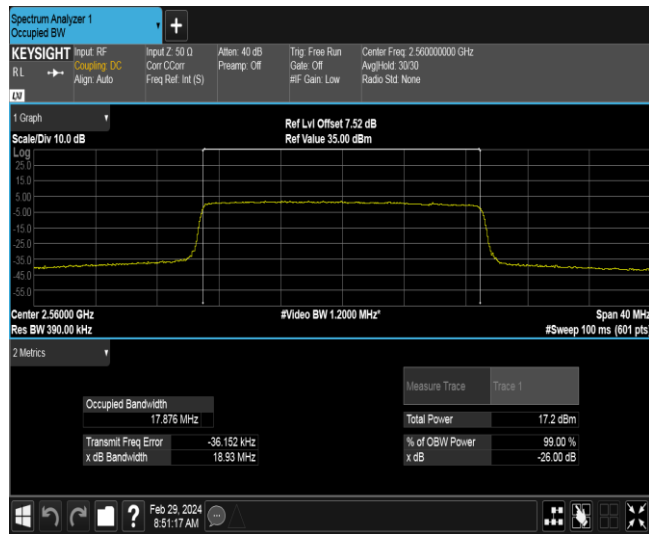 Spectrum Analyzer 1
Occupied BW
+
KEYSIGHT
RL
LXI
Input: RF
Coupling: DC
Align: Auto
Input Z: 50 Ω
Corr CCorr
Freq Ref: Int (S)
Atten: 40 dB
Preamp: Off
Trig: Free Run
Gate: Off
#IF Gain: Low
Center Freq: 2.560000000 GHz
Avg|Hold: 30/30
Radio Std: None
1 Graph
Scale/Div 10.0 dB
Ref Lvl Offset 7.52 dB
Ref Value 35.00 dBm
Log
25.0
15.0
5.00
-5.00
-15.0
-25.0
-35.0
-45.0
-55.0
Center 2.56000 GHz
#Video BW 1.2000 MHz*
Span 40 MHz
Res BW 390.00 kHz
#Sweep 100 ms (601 pts)
2 Metrics
Measure Trace Trace 1
Occupied Bandwidth
17.876 MHz
Total Power 17.2 dBm
Transmit Freq Error -36.152 kHz
% of OBW Power 99.00 %
x dB Bandwidth 18.93 MHz
x dB -26.00 dB
?
Feb 29, 2024
8:51:17 AM